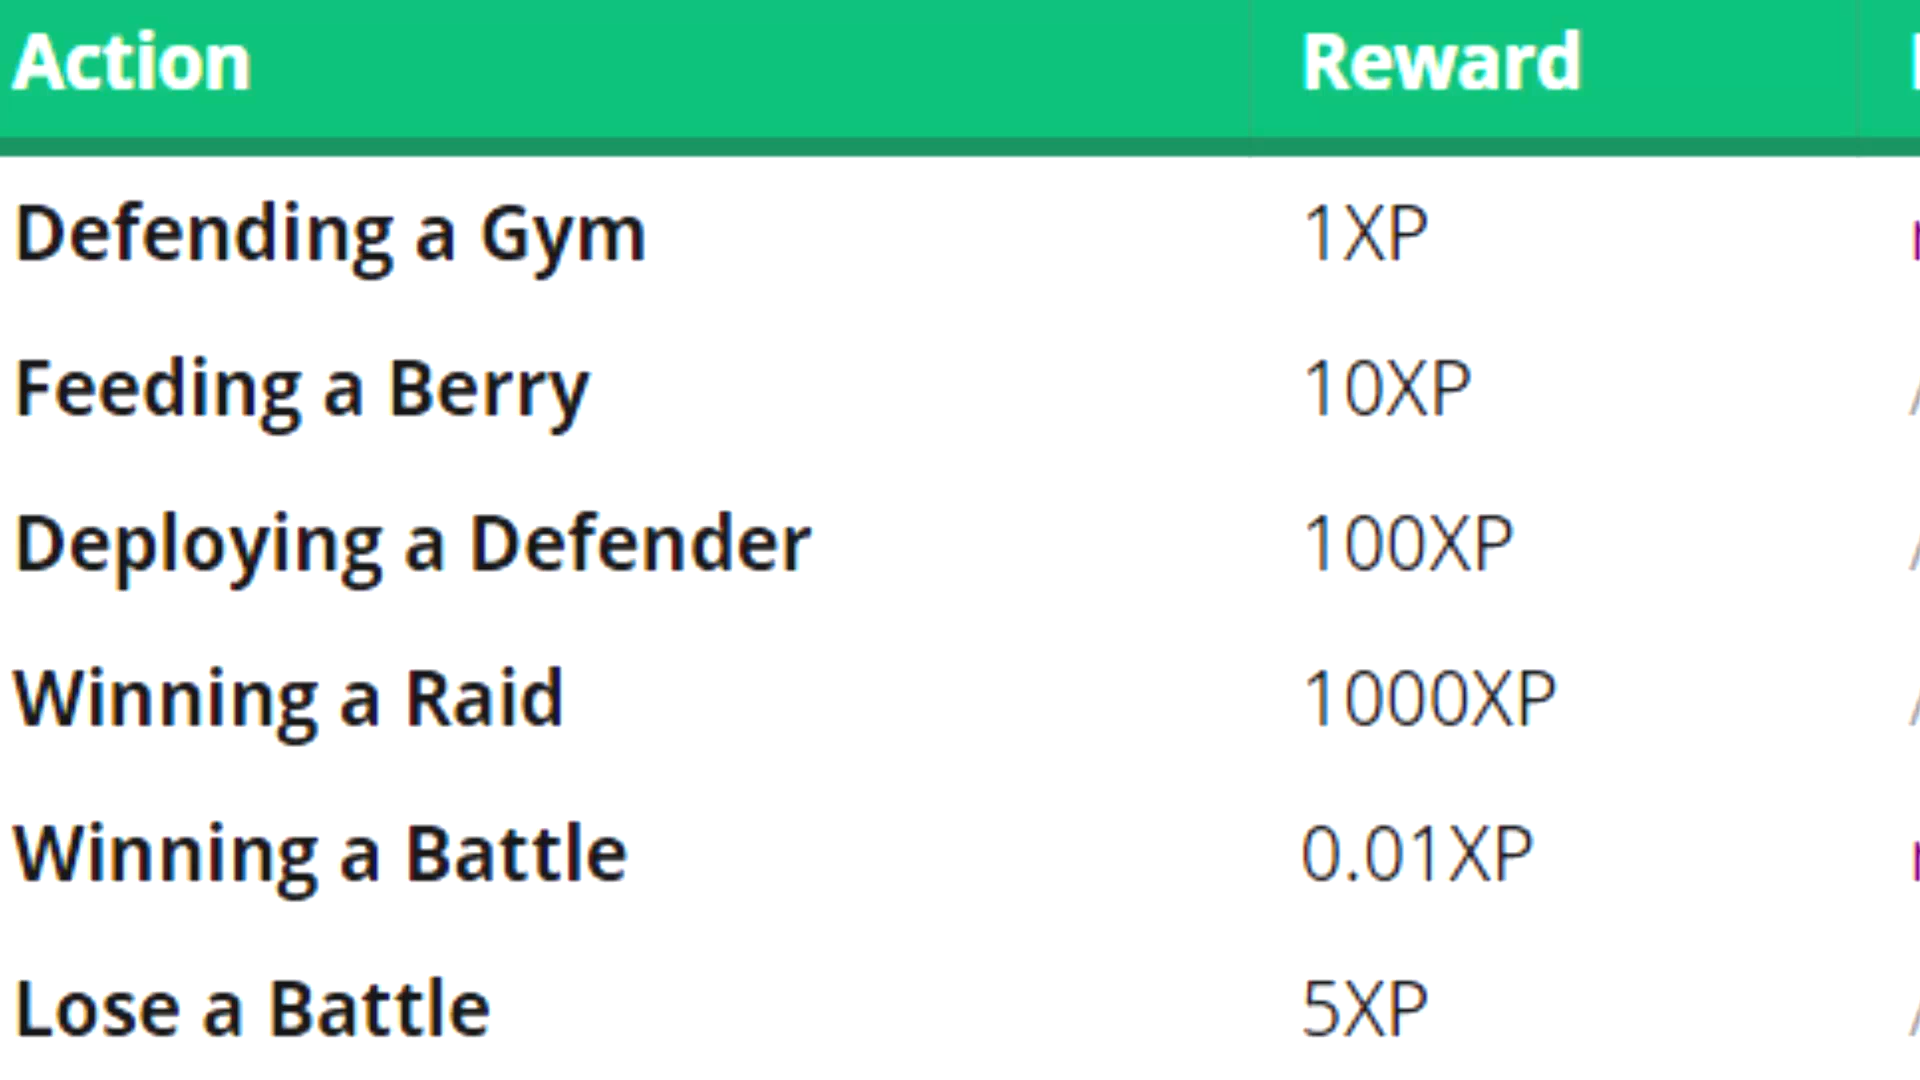 Action Reward
Defending a Gym 1XP
Feeding a Berry 10XP
Deploying a Defender 100XP
Winning a Raid 1000XP
Winning a Battle 0.01XP
Lose a Battle 5XP